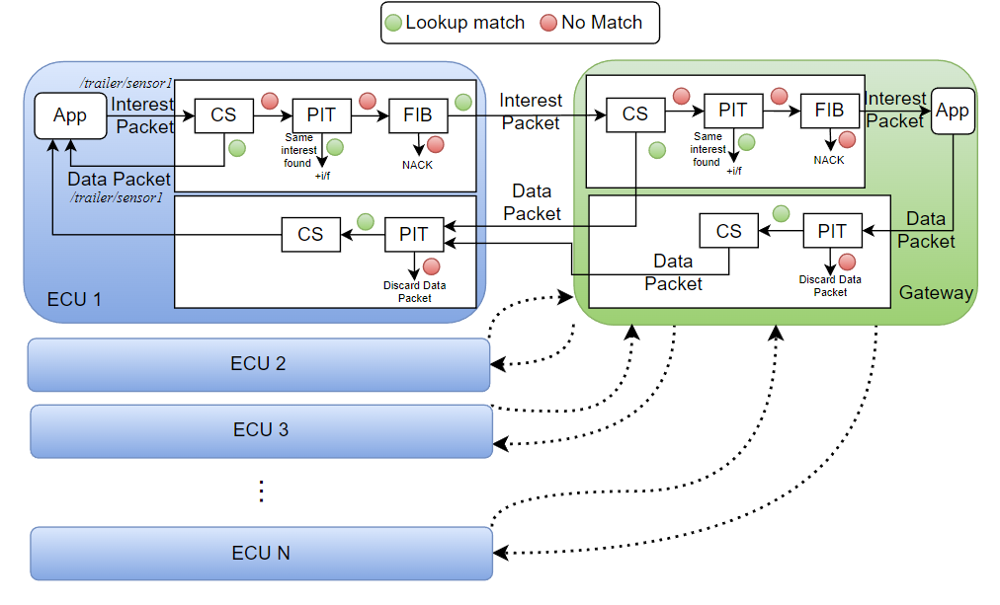 Lookup match
No Match
/trailer/sensor1
App
Interest
Packet
CS
PIT
FIB
Same
interest
found
+i/f
NACK
Data Packet
/trailer/sensor1
CS
PIT
Discard Data
Packet
ECU 1
Interest
Packet
Data
Packet
Data
Packet
CS
PIT
FIB
Same
interest
found
+i/f
NACK
Interest
Packet
App
CS
PIT
Discard Data
Packet
Data
Packet
Gateway
ECU 2
ECU 3
ECU N